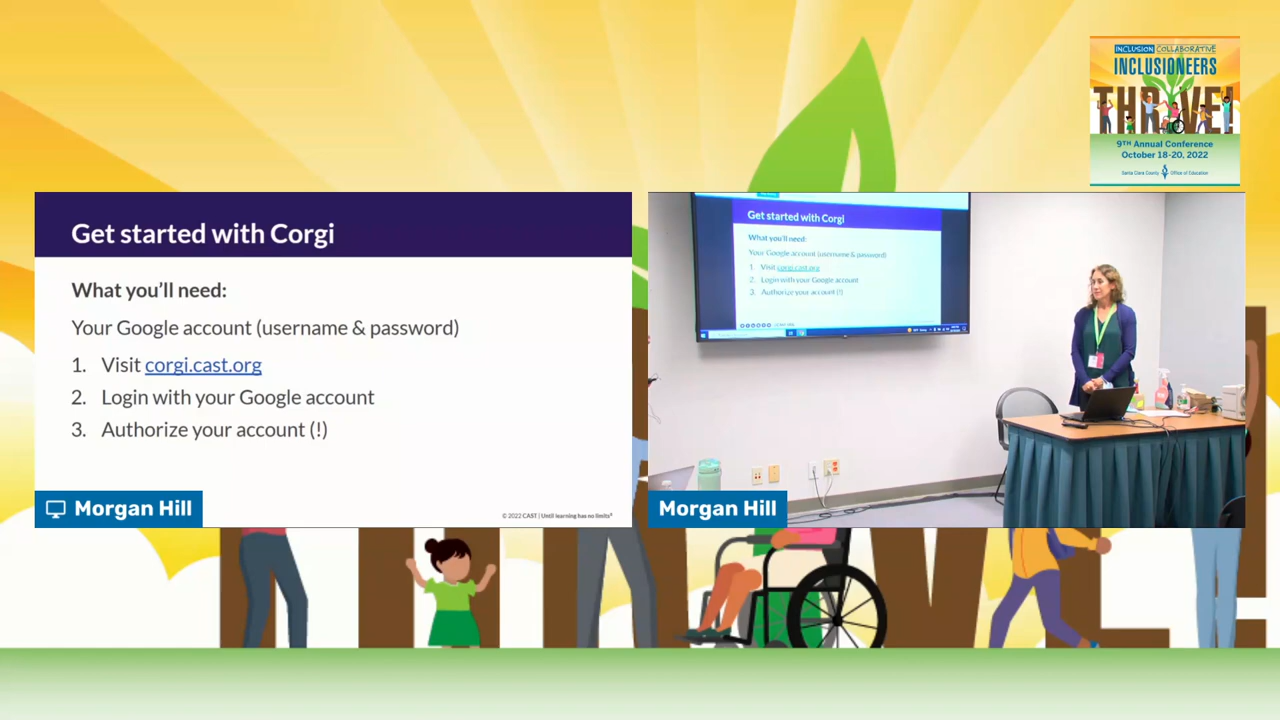 INCLUSION COLLABORATIVE
INCLUSIONEERS
THRIVE!
9TH Annual Conference
October 18-20, 2022
Santa Clara County Office of Education
Get started with Corgi
What you'll need:
Your Google account (username & password)
1. Visit corgi.cast.org
2. Login with your Google account
3. Authorize your account (!)
Morgan Hill
© 2022 CAST | Until learning has no limits®
Get started with Corgi
What you'll need:
Your Google account (username & password)
1. Visit corgi.cast.org
2. Login with your Google account
3. Authorize your account (!)
Morgan Hill